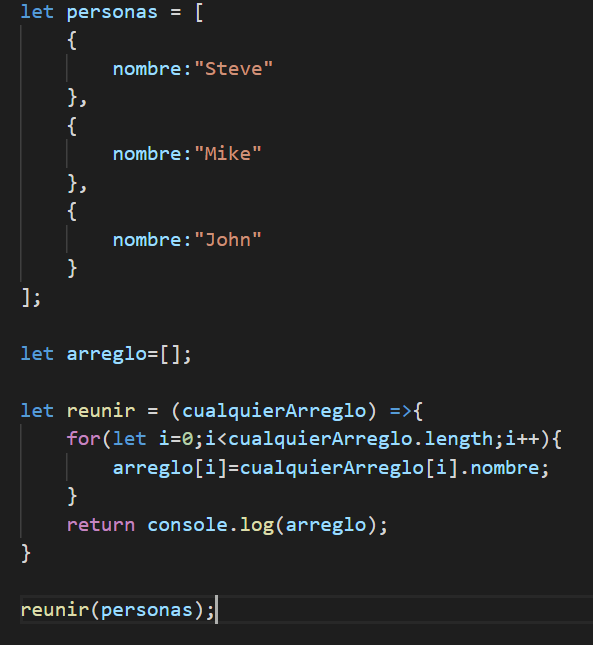 let personas = [
    {
        nombre:"Steve"
    },
    {
        nombre:"Mike"
    },
    {
        nombre:"John"
    }
];

let arreglo=[];

let reunir = (cualquierArreglo) =>{
    for(let i=0;i<cualquierArreglo.length;i++){
        arreglo[i]=cualquierArreglo[i].nombre;
    }
    return console.log(arreglo);
}

reunir(personas);